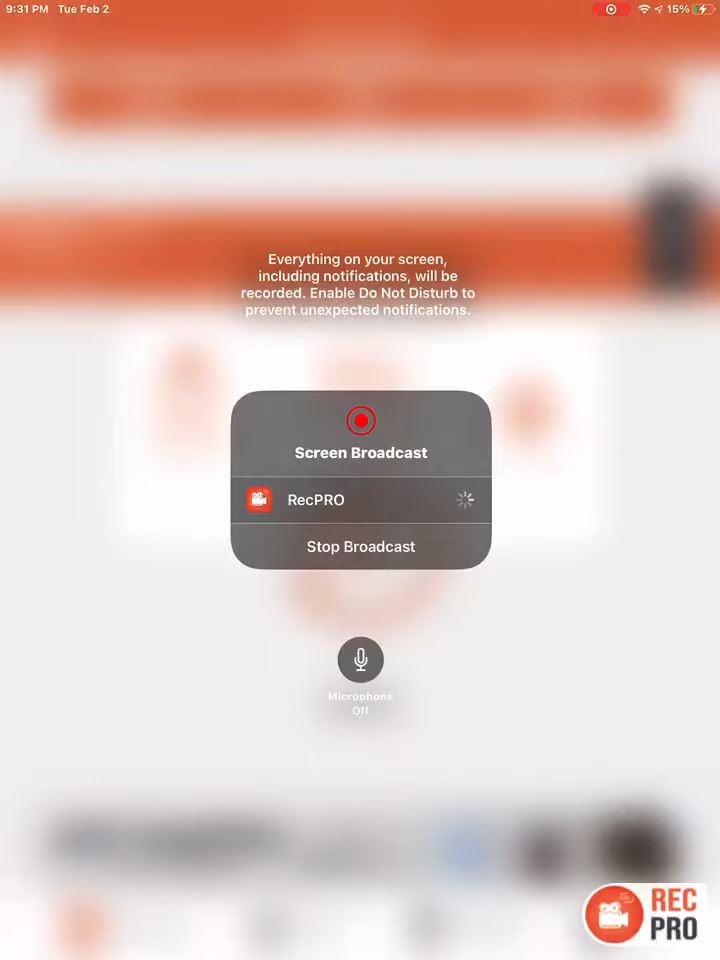 9:31 PM Tue Feb 2
15%
Everything on your screen,
including notifications, will be
recorded. Enable Do Not Disturb to
prevent unexpected notifications.
Screen Broadcast
RecPRO
Stop Broadcast
Microphone
Off
REC
PRO